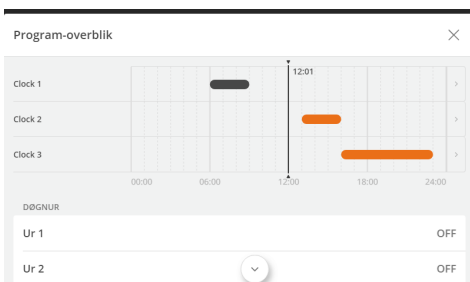 Program-overblik
12:01
Clock 1
Clock 2
Clock 3
00:00 06:00 12:00 18:00 24:00
DØGNUR
Ur 1 OFF
Ur 2 OFF